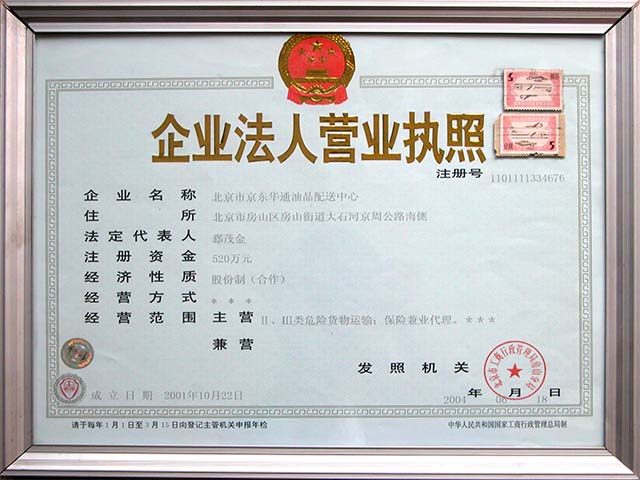 企业法人营业执照
注册号 1101111334676
企业名称 北京市京东华通油品配送中心
住所 北京市房山区房山街道大石河京周公路南侧
法定代表人 鄢茂金
注册资金 520万元
经济性质 股份制（合作）
经营方式 * * *
经营范围 主营 Ⅱ、Ⅲ类危险货物运输；保险兼业代理。* * *
兼营
发照机关
成立日期 2001年10月22日
2004 年 06 月 18 日
请于每年1月1日至3月15日向登记主管机关申报年检
中华人民共和国国家工商行政管理总局制